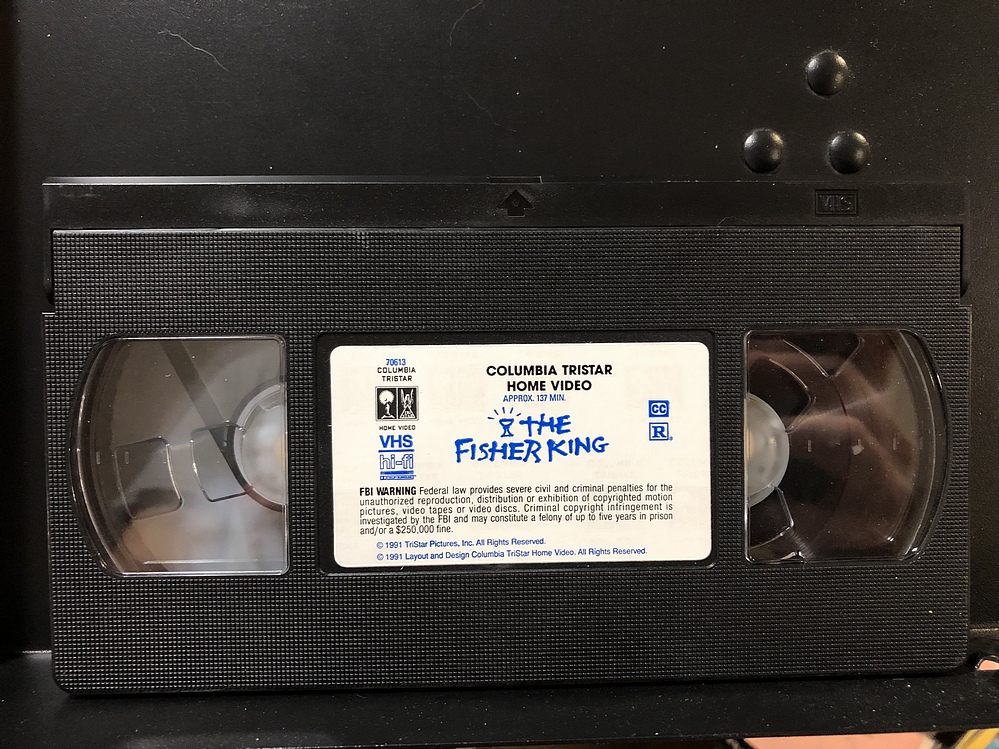 VHS
70613
COLUMBIA
TRISTAR
HOME VIDEO
VHS
hi-fi
COLUMBIA TRISTAR
HOME VIDEO
APPROX. 137 MIN.
THE
FISHER KING
CC
R®
FBI WARNING Federal law provides severe civil and criminal penalties for the
unauthorized reproduction, distribution or exhibition of copyrighted motion
pictures, video tapes or video discs. Criminal copyright infringement is
investigated by the FBI and may constitute a felony of up to five years in prison
and/or a $250,000 fine.
© 1991 TriStar Pictures, Inc. All Rights Reserved.
© 1991 Layout and Design Columbia TriStar Home Video. All Rights Reserved.